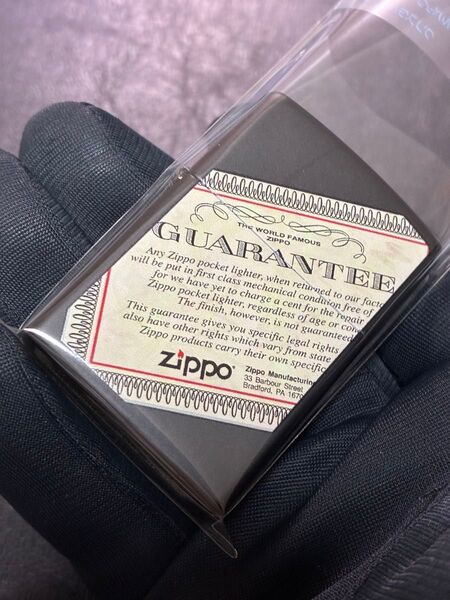 THE WORLD FAMOUS
ZIPPO
GUARANTEE
Any Zippo pocket lighter, when returned to our fact
will be put in first class mechanical condition free of
for we have yet to charge a cent for the repair
Zippo pocket lighter, regardless of age or con
The finish, however, is not guaranteed
This guarantee gives you specific legal rights
also have other rights which vary from state
Zippo products carry their own specific
zippo
Zippo Manufacturing
33 Barbour Street
Bradford, PA 1670